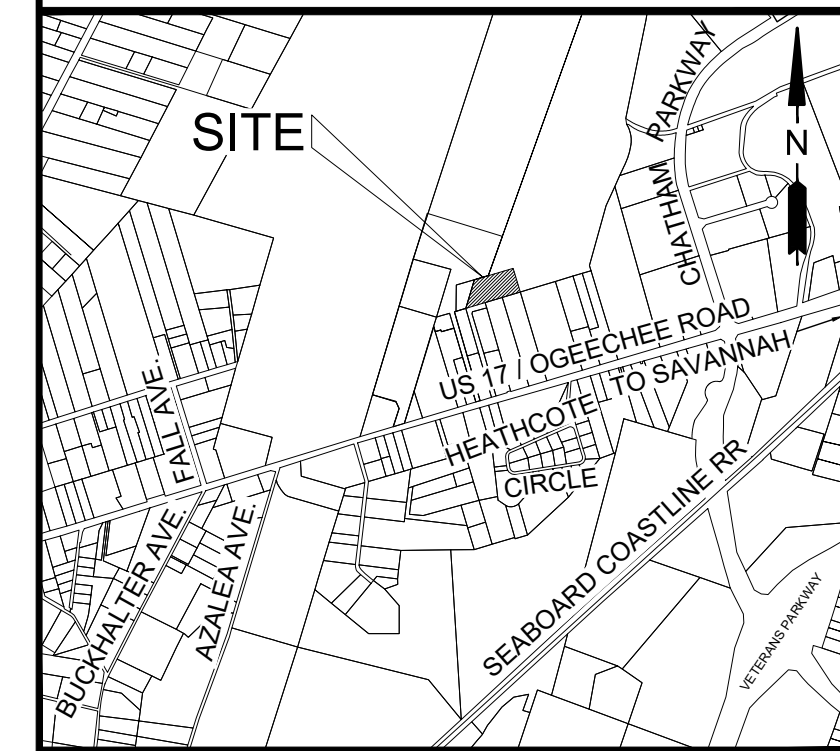 SITE
CHATHAM PARKWAY
N
US 17 / OGEECHEE ROAD
TO SAVANNAH
HEATHCOTE
CIRCLE
FALL AVE.
SEABOARD COASTLINE RR
BUCKHALTER AVE.
AZALEA AVE.
VETERANS PARKWAY